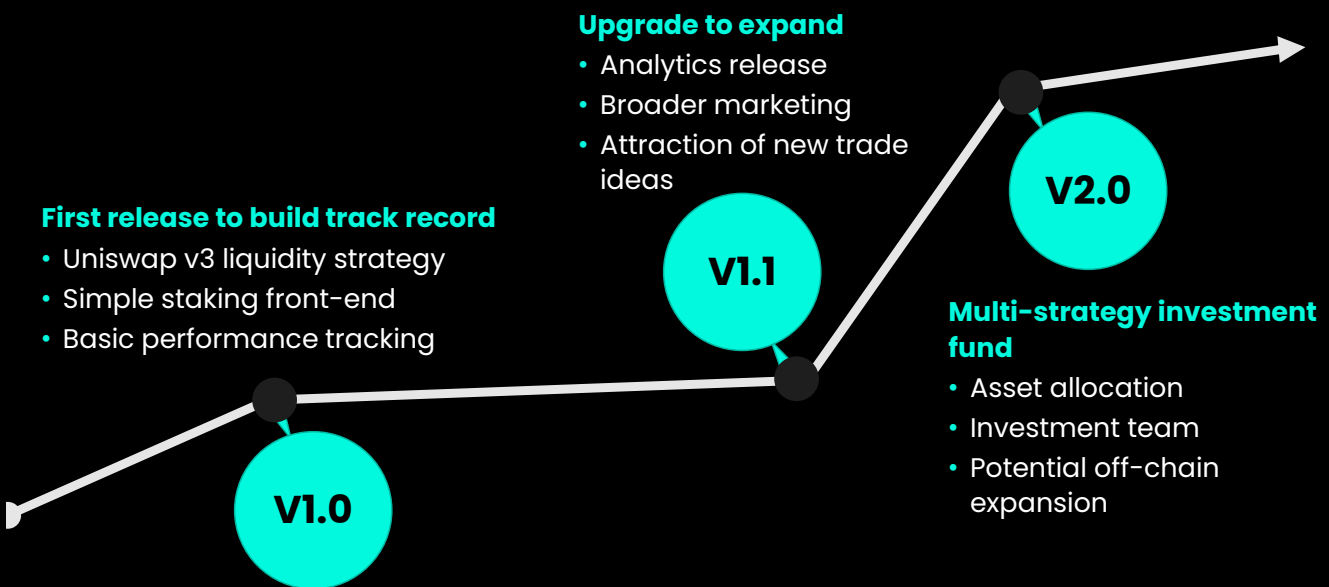 First release to build track record
• Uniswap v3 liquidity strategy
• Simple staking front-end
• Basic performance tracking
V1.0
Upgrade to expand
• Analytics release
• Broader marketing
• Attraction of new trade
ideas
V1.1
V2.0
Multi-strategy investment
fund
• Asset allocation
• Investment team
• Potential off-chain
expansion